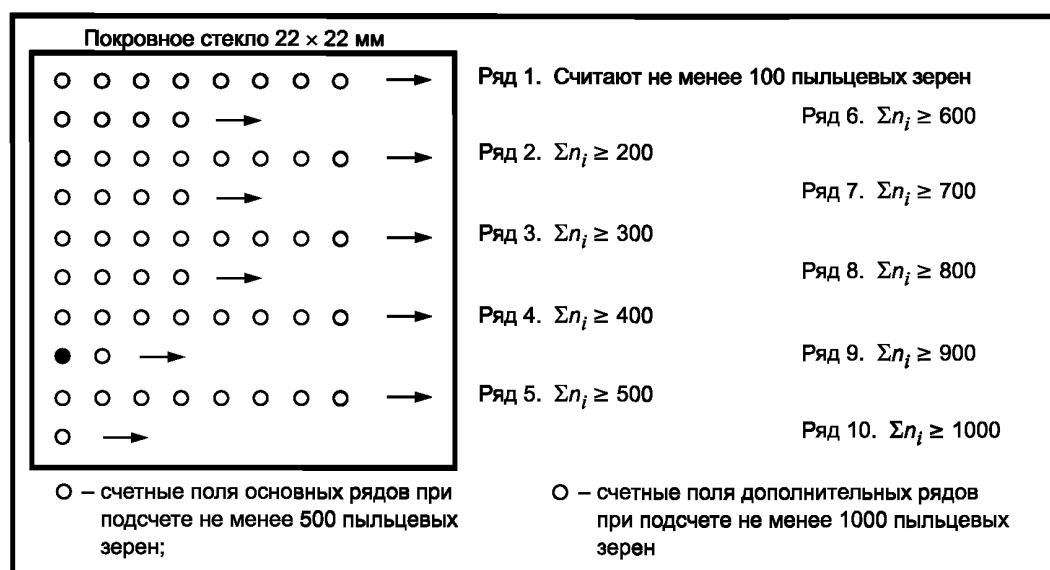 Покровное стекло 22 × 22 мм
Ряд 1. Считают не менее 100 пыльцевых зерен
Ряд 6. Σnᵢ ≥ 600
Ряд 2. Σnᵢ ≥ 200
Ряд 7. Σnᵢ ≥ 700
Ряд 3. Σnᵢ ≥ 300
Ряд 8. Σnᵢ ≥ 800
Ряд 4. Σnᵢ ≥ 400
Ряд 9. Σnᵢ ≥ 900
Ряд 5. Σnᵢ ≥ 500
Ряд 10. Σnᵢ ≥ 1000
– счетные поля основных рядов при
подсчете не менее 500 пыльцевых
зерен;
– счетные поля дополнительных рядов
при подсчете не менее 1000 пыльцевых
зерен